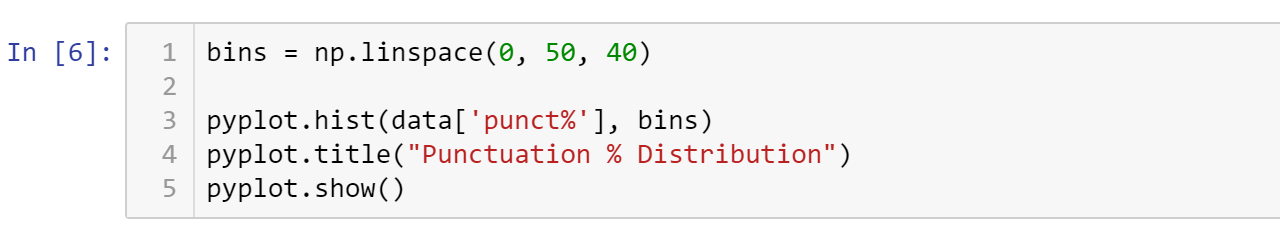 In [6]:
1 bins = np.linspace(0, 50, 40)
2
3 pyplot.hist(data['punct%'], bins)
4 pyplot.title("Punctuation % Distribution")
5 pyplot.show()